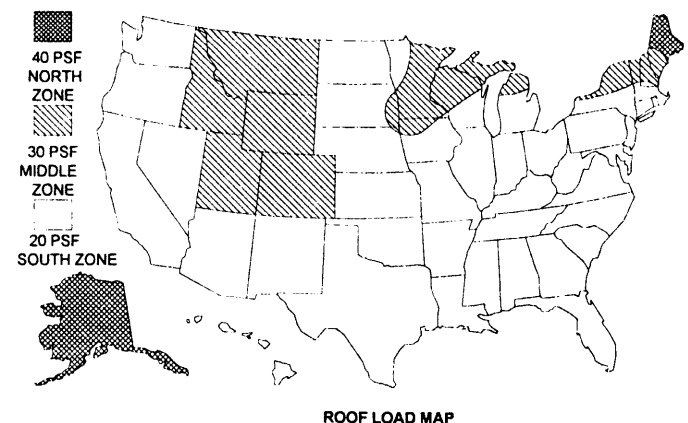 40 PSF
NORTH
ZONE
30 PSF
MIDDLE
ZONE
20 PSF
SOUTH ZONE
ROOF LOAD MAP